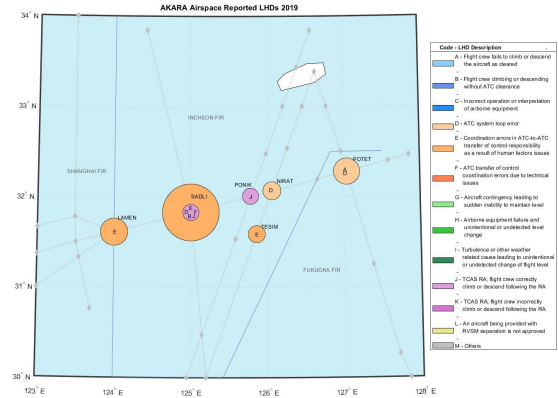 AKARA Airspace Reported LHDs 2019
34° N
33° N
32° N
31° N
30° N
123° E
124° E
125° E
126° E
127° E
128° E
INCHEON FIR
SHANGHAI FIR
FUKUOKA FIR
POTET
NIRAT
D
PONIK
J
SADLI
E
LAMEN
E
TESIM
E
Code - LHD Description
A - Flight crew fails to climb or descend
the aircraft as cleared
B - Flight crew climbing or descending
without ATC clearance
C - Incorrect operation or interpretation
of airborne equipment
D - ATC system loop error
E - Coordination errors in ATC-to-ATC
transfer of control responsibility
as a result of human factors issues
F - ATC transfer of control
coordination errors due to technical
issues
G - Aircraft contingency leading to
sudden inability to maintain level
H - Airborne equipment failure and
unintentional or undetected level
change
I - Turbulence or other weather
related cause leading to unintentional
or undetected change of flight level
J - TCAS RA; flight crew correctly
climb or descend following the RA
K - TCAS RA; flight crew incorrectly
climb or descend following the RA
L - An aircraft being provided with
RVSM separation is not approved
M - Others